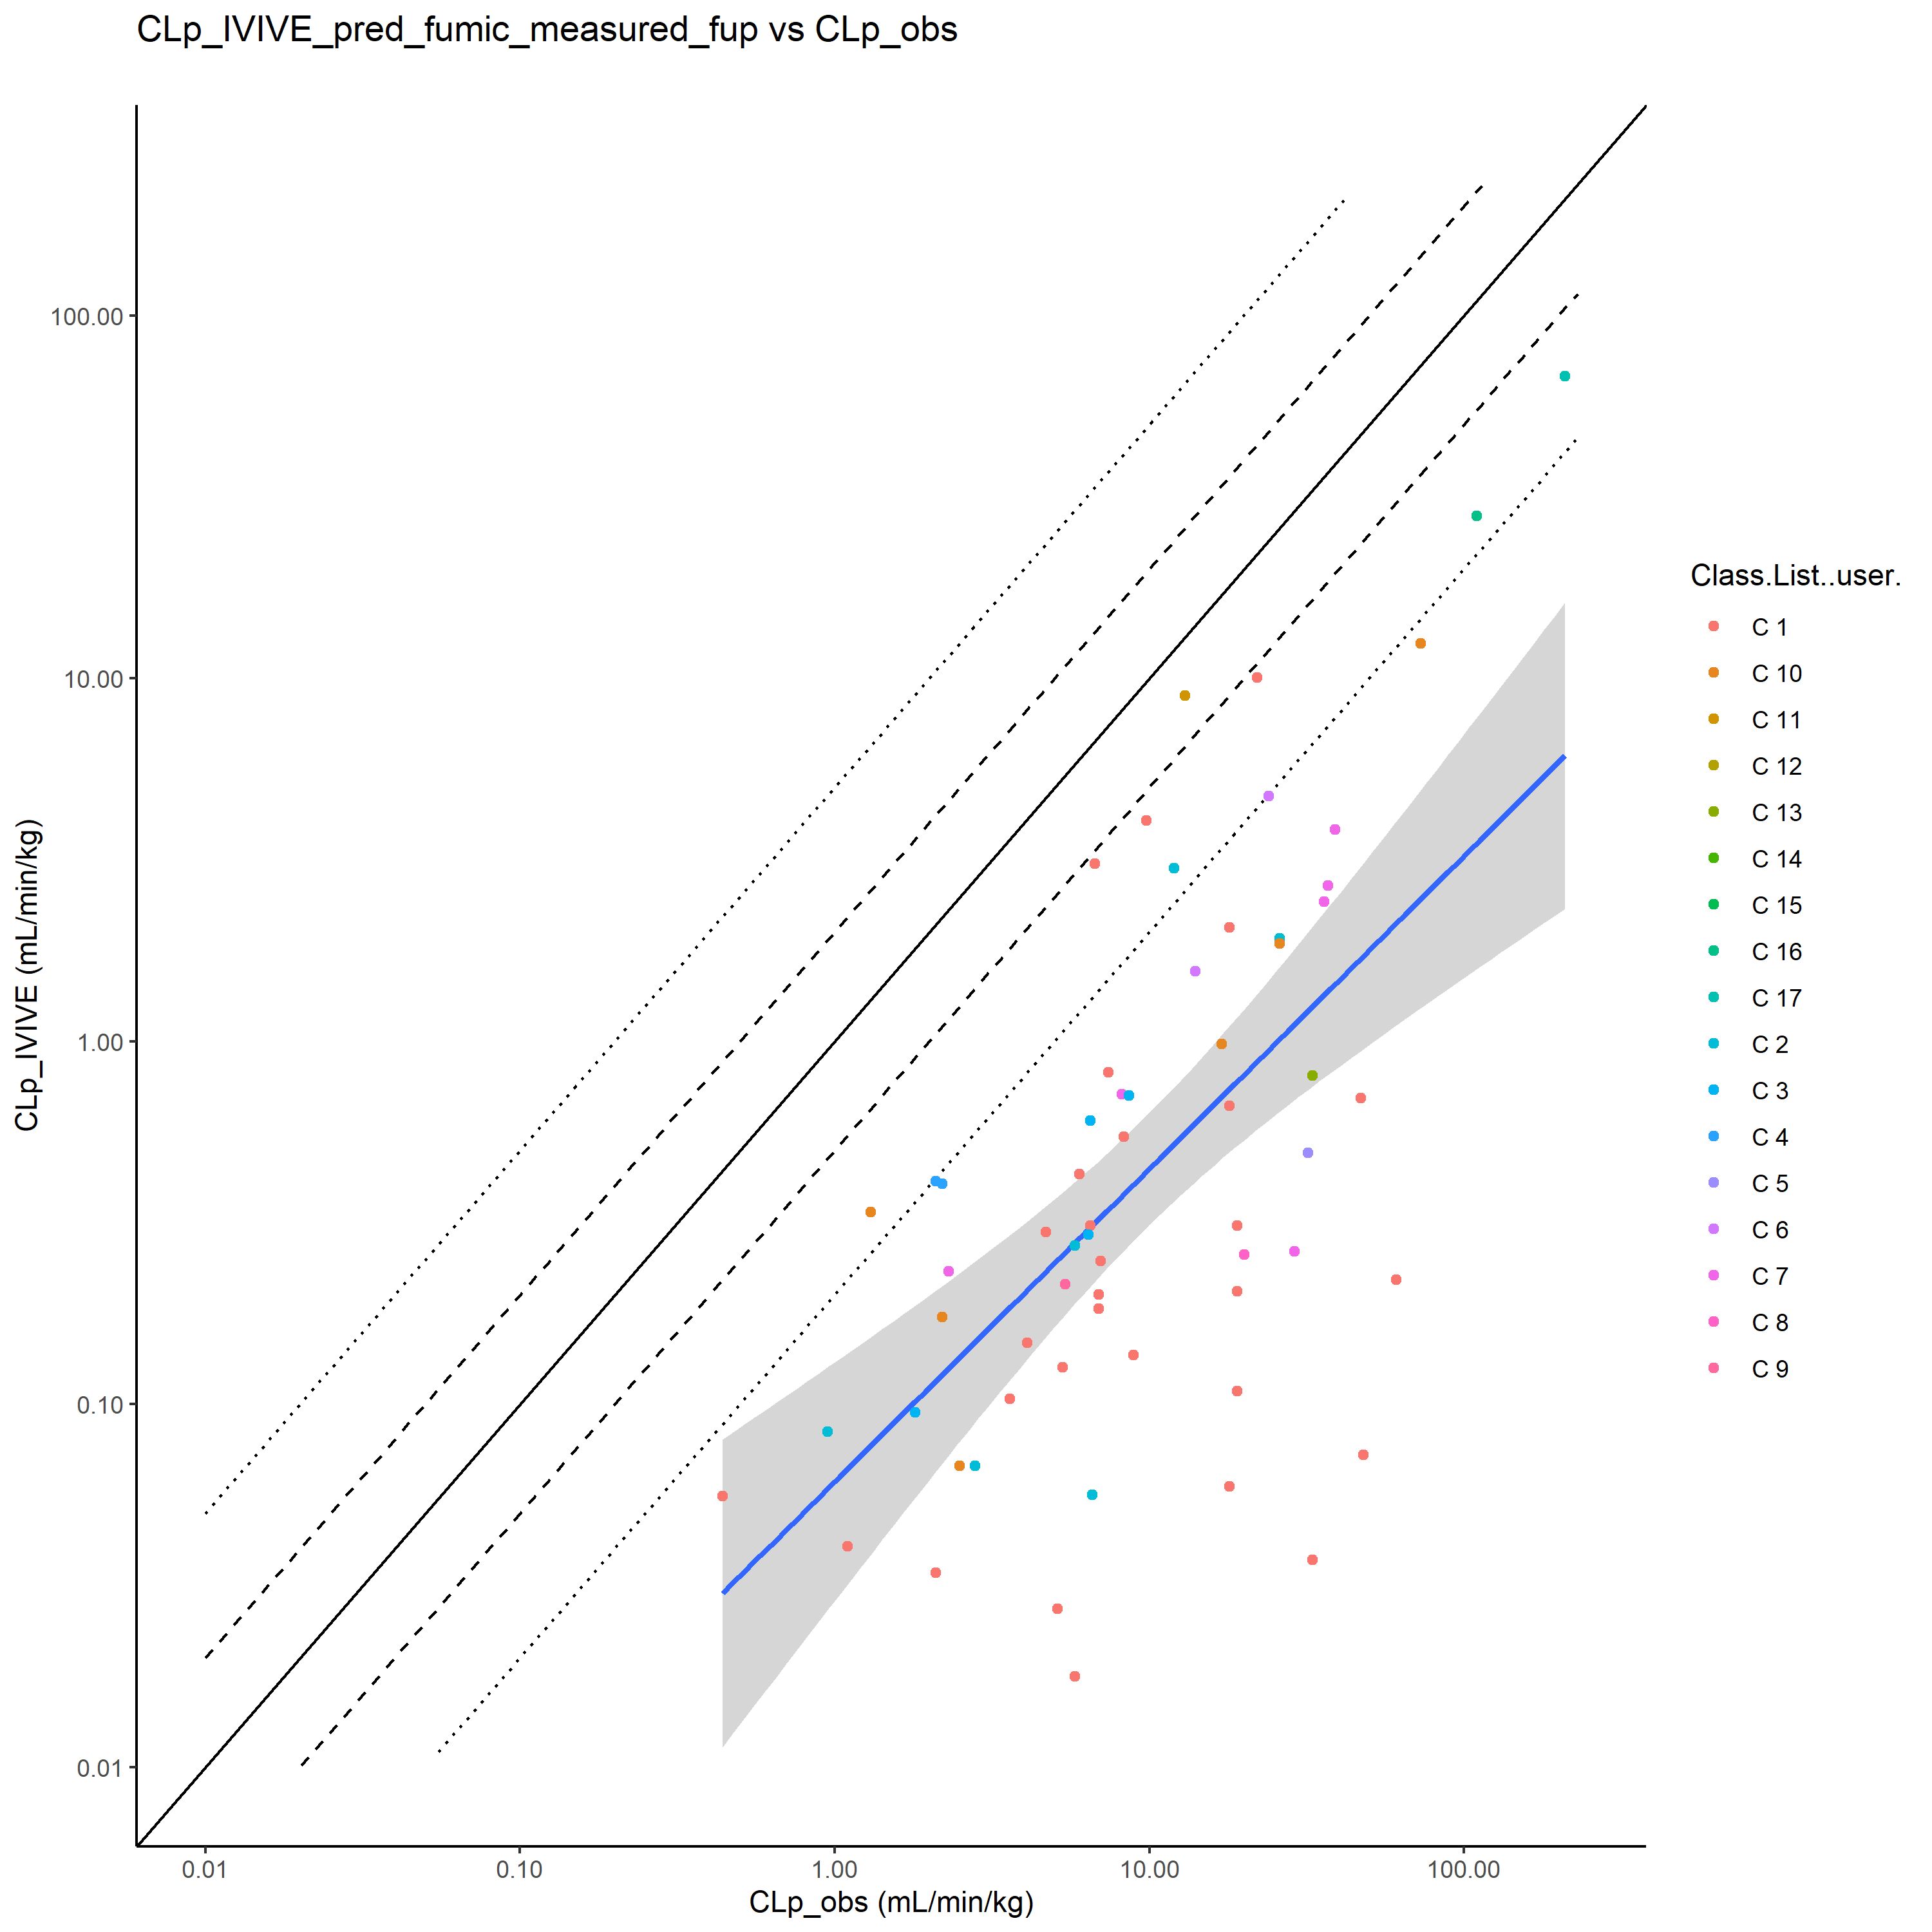 CLp_IVIVE_pred_fumic_measured_fup vs CLp_obs
CLp_IVIVE (mL/min/kg)
100.00
10.00
1.00
0.10
0.01
0.01
0.10
1.00
10.00
100.00
CLp_obs (mL/min/kg)
Class.List..user.
C 1
C 10
C 11
C 12
C 13
C 14
C 15
C 16
C 17
C 2
C 3
C 4
C 5
C 6
C 7
C 8
C 9